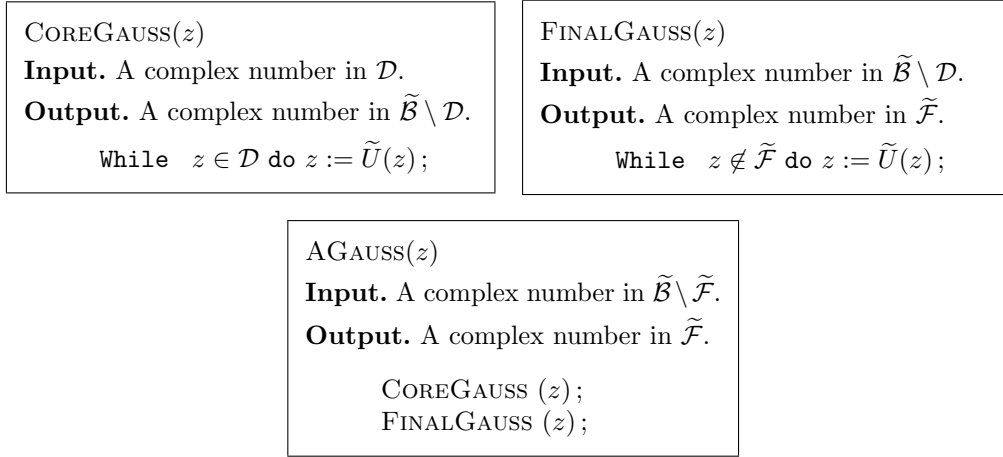 COREGAUSS(z)
Input. A complex number in 𝒟.
Output. A complex number in ℬ̃ \ 𝒟.
While z ∈ 𝒟 do z := Ũ(z) ;
FINALGAUSS(z)
Input. A complex number in ℬ̃ \ 𝒟.
Output. A complex number in ℱ̃.
While z ∉ ℱ̃ do z := Ũ(z) ;
AGAUSS(z)
Input. A complex number in ℬ̃ \ ℱ̃.
Output. A complex number in ℱ̃.
COREGAUSS (z) ;
FINALGAUSS (z) ;